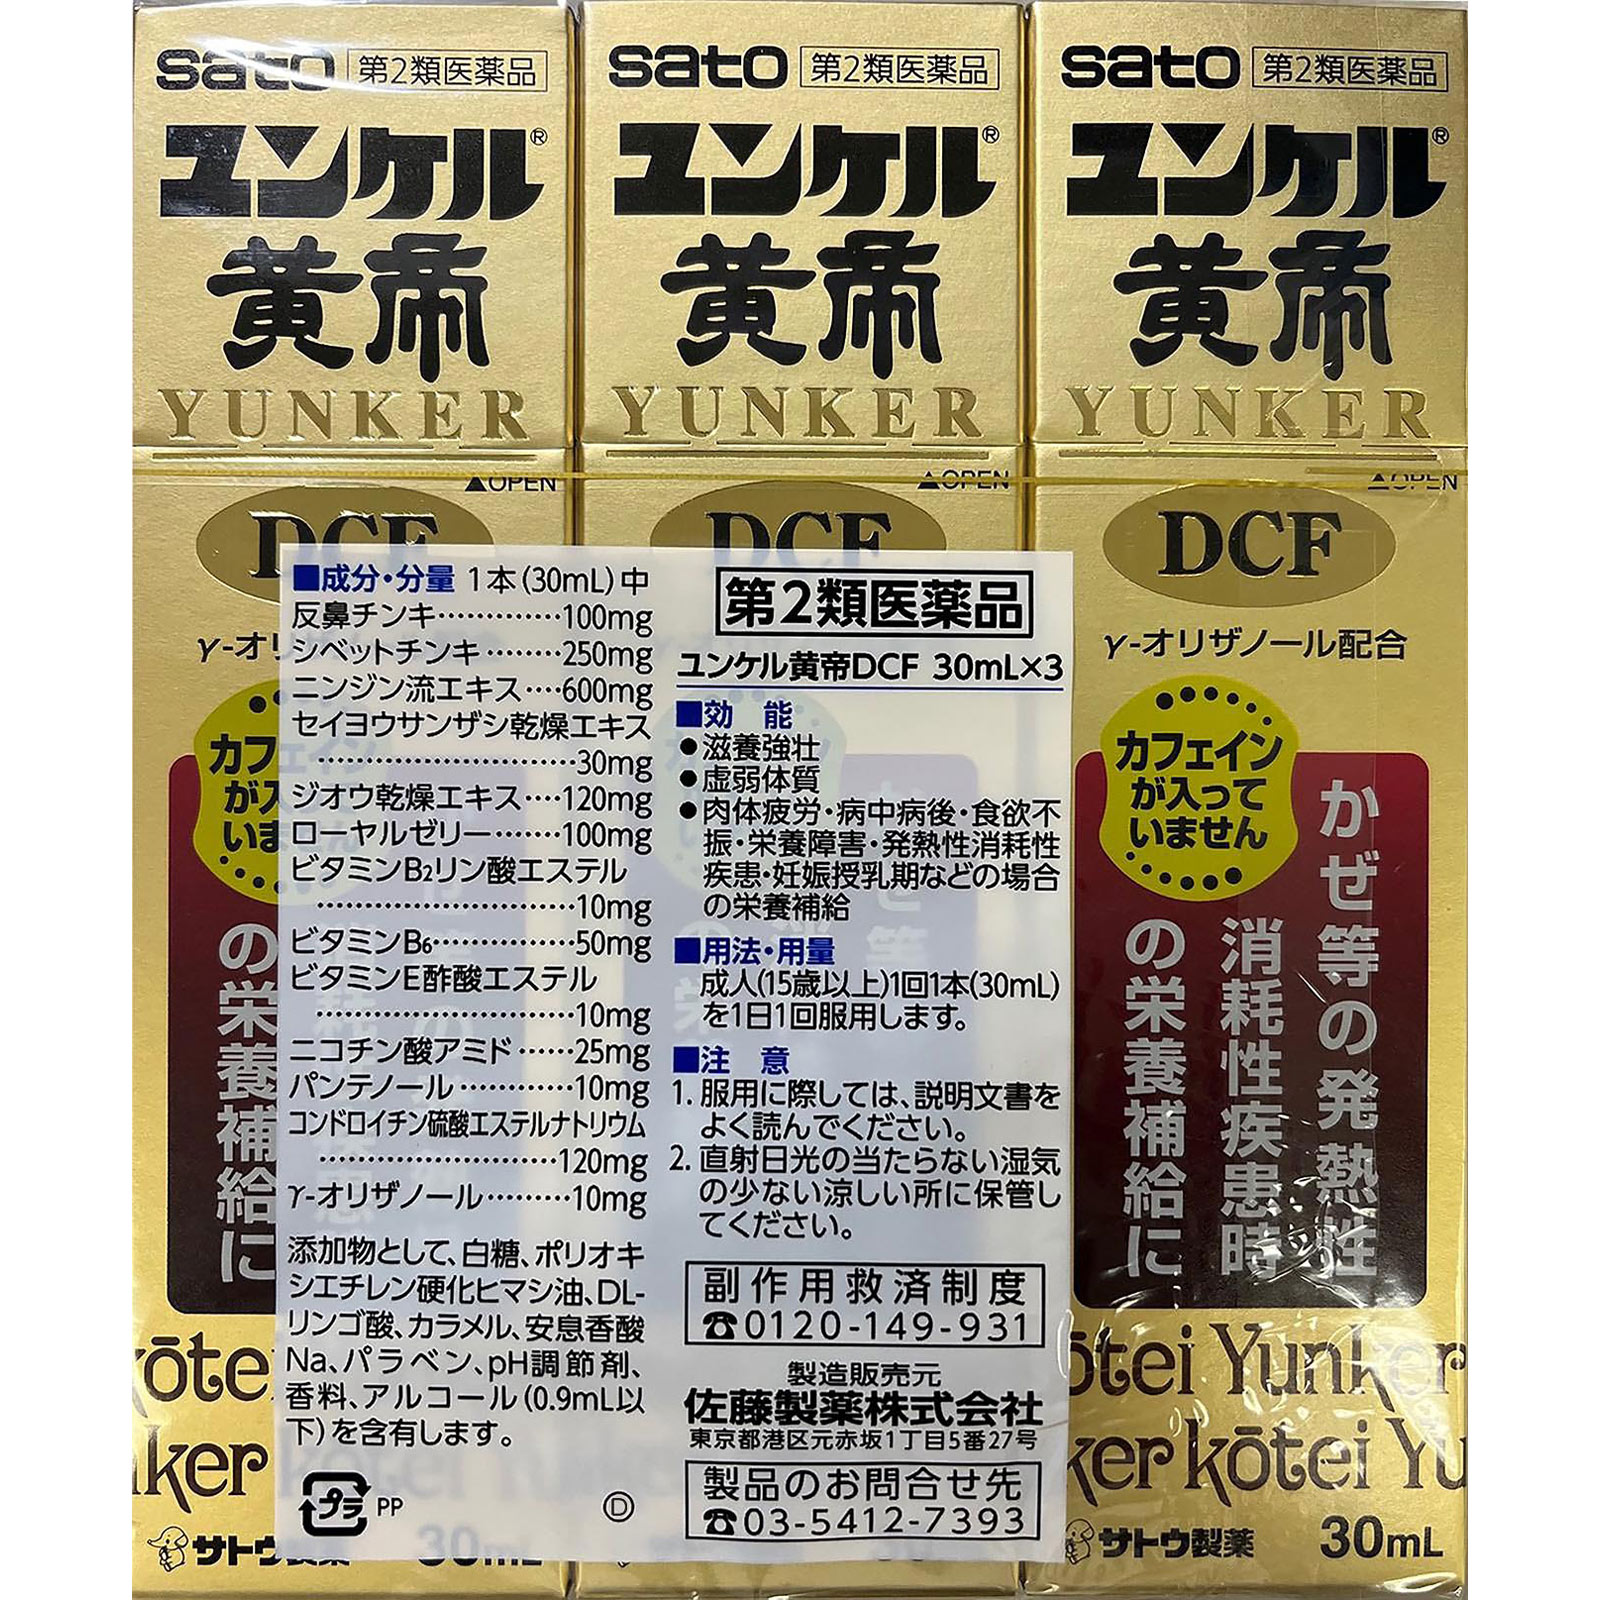 sato 第2類医薬品
ユンケル®
黄帝
YUNKER
▲OPEN
DCF
γ-オリ
カフ
が入
いま
の栄養補給に
kōte
ker
サトウ製薬
30mL
sato 第2類医薬品
ユンケル®
黄帝
YUNKER
▲OPEN
DCF
sato 第2類医薬品
ユンケル®
黄帝
YUNKER
▲OPEN
DCF
γ-オリザノール配合
カフェイン
が入って
いません
かぜ等の発熱性
消耗性疾患時
の栄養補給に
ōtei Yunker
ker kōtei Yu
サトウ製薬 30mL
■成分・分量 1本(30mL)中
反鼻チンキ…………100mg
シベットチンキ………250mg
ニンジン流エキス‥‥600mg
セイヨウサンザシ乾燥エキス
……………………30mg
ジオウ乾燥エキス‥‥120mg
ローヤルゼリー……100mg
ビタミンB2リン酸エステル
……………………10mg
ビタミンB6……………50mg
ビタミンE酢酸エステル
……………………10mg
ニコチン酸アミド……25mg
パンテノール…………10mg
コンドロイチン硫酸エステルナトリウム
……………………120mg
γ-オリザノール………10mg
添加物として、白糖、ポリオキ
シエチレン硬化ヒマシ油、DL-
リンゴ酸、カラメル、安息香酸
Na、パラベン、pH調節剤、
香料、アルコール(0.9mL以
下)を含有します。
プラ PP
Ⓓ
第2類医薬品
ユンケル黄帝DCF 30mL×3
■効 能
●滋養強壮
●虚弱体質
●肉体疲労・病中病後・食欲不
振・栄養障害・発熱性消耗性
疾患・妊娠授乳期などの場合
の栄養補給
■用法・用量
成人(15歳以上)1回1本(30mL)
を1日1回服用します。
■注 意
1. 服用に際しては、説明文書を
よく読んでください。
2. 直射日光の当たらない湿気
の少ない涼しい所に保管し
てください。
副作用救済制度
☎0120-149-931
製造販売元
佐藤製薬株式会社
東京都港区元赤坂1丁目5番27号
製品のお問合せ先
☎03-5412-7393